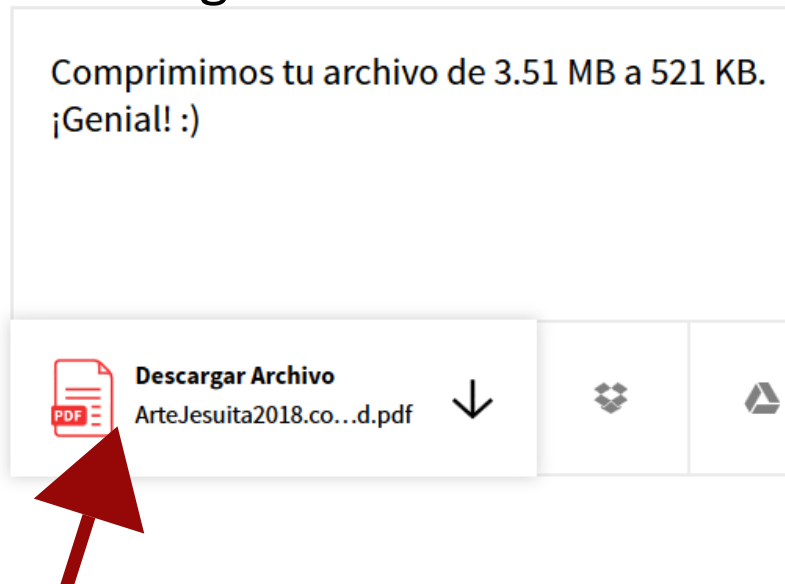 Comprimimos tu archivo de 3.51 MB a 521 KB.
¡Genial! :)
Descargar Archivo
PDF
ArteJesuita2018.co...d.pdf